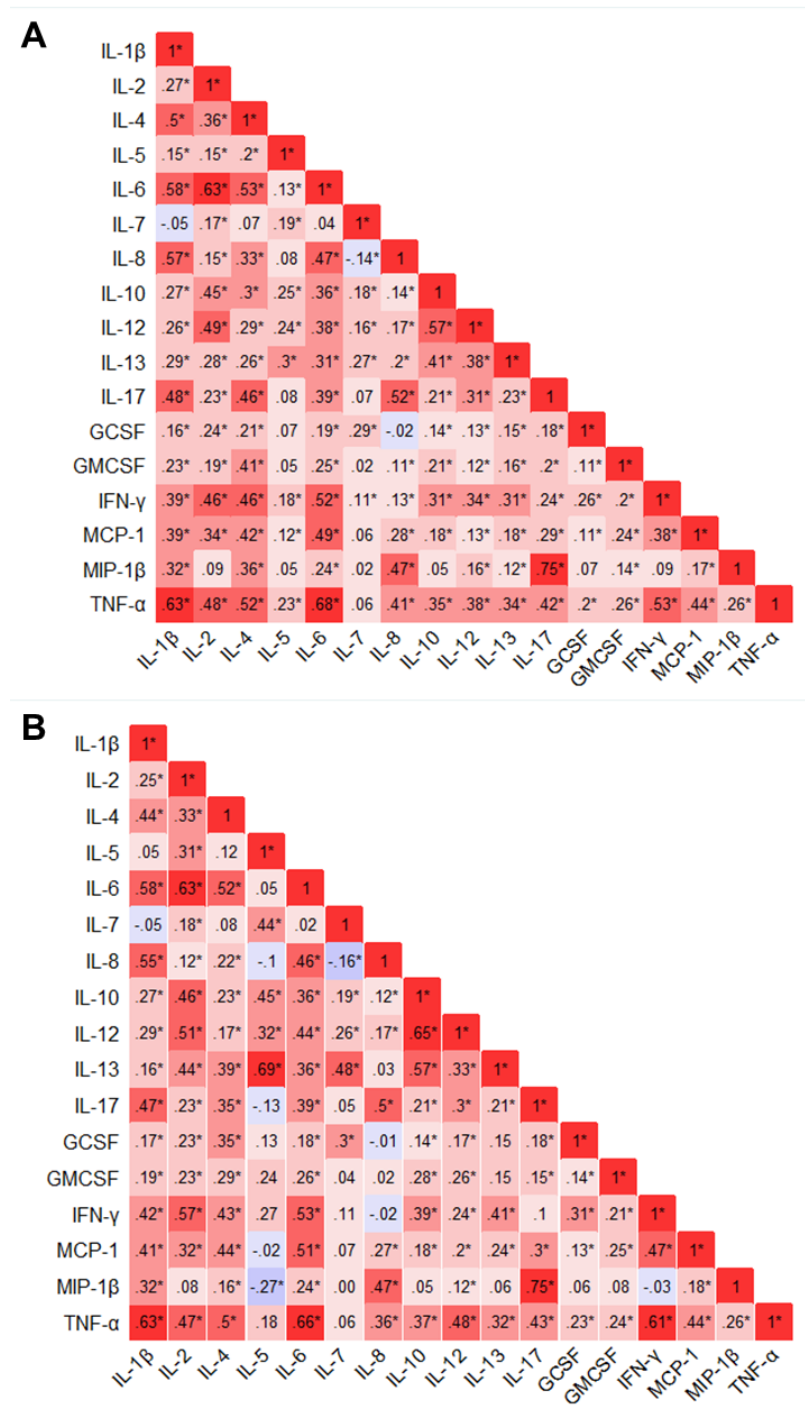 A
IL-1β 1*
IL-2 .27* 1*
IL-4 .5* .36* 1*
IL-5 .15* .15* .2* 1*
IL-6 .58* .63* .53* .13* 1*
IL-7 -.05 .17* .07 .19* .04 1*
IL-8 .57* .15* .33* .08 .47* -.14* 1
IL-10 .27* .45* .3* .25* .36* .18* .14* 1
IL-12 .26* .49* .29* .24* .38* .16* .17* .57* 1*
IL-13 .29* .28* .26* .3* .31* .27* .2* .41* .38* 1*
IL-17 .48* .23* .46* .08 .39* .07 .52* .21* .31* .23* 1
GCSF .16* .24* .21* .07 .19* .29* -.02 .14* .13* .15* .18* 1*
GMCSF .23* .19* .41* .05 .25* .02 .11* .21* .12* .16* .2* .11* 1*
IFN-γ .39* .46* .46* .18* .52* .11* .13* .31* .34* .31* .24* .26* .2* 1*
MCP-1 .39* .34* .42* .12* .49* .06 .28* .18* .13* .18* .29* .11* .24* .38* 1*
MIP-1β .32* .09 .36* .05 .24* .02 .47* .05 .16* .12* .75* .07 .14* .09 .17* 1
TNF-α .63* .48* .52* .23* .68* .06 .41* .35* .38* .34* .42* .2* .26* .53* .44* .26* 1
IL-1β IL-2 IL-4 IL-5 IL-6 IL-7 IL-8 IL-10 IL-12 IL-13 IL-17 GCSF GMCSF IFN-γ MCP-1 MIP-1β TNF-α
B
IL-1β 1*
IL-2 .25* 1*
IL-4 .44* .33* 1
IL-5 .05 .31* .12 1*
IL-6 .58* .63* .52* .05 1
IL-7 -.05 .18* .08 .44* .02 1
IL-8 .55* .12* .22* -.1 .46* -.16* 1
IL-10 .27* .46* .23* .45* .36* .19* .12* 1*
IL-12 .29* .51* .17* .32* .44* .26* .17* .65* 1*
IL-13 .16* .44* .39* .69* .36* .48* .03 .57* .33* 1*
IL-17 .47* .23* .35* -.13 .39* .05 .5* .21* .3* .21* 1*
GCSF .17* .23* .35* .13 .18* .3* -.01 .14* .17* .15 .18* 1*
GMCSF .19* .23* .29* .24 .26* .04 .02 .28* .26* .15 .15* .14* 1*
IFN-γ .42* .57* .43* .27 .53* .11 -.02 .39* .24* .41* .1 .31* .21* 1*
MCP-1 .41* .32* .44* -.02 .51* .07 .27* .18* .2* .24* .3* .13* .25* .47* 1*
MIP-1β .32* .08 .16* -.27* .24* .00 .47* .05 .12* .06 .75* .06 .08 -.03 .18* 1
TNF-α .63* .47* .5* .18 .66* .06 .36* .37* .48* .32* .43* .23* .24* .61* .44* .26* 1*
IL-1β IL-2 IL-4 IL-5 IL-6 IL-7 IL-8 IL-10 IL-12 IL-13 IL-17 GCSF GMCSF IFN-γ MCP-1 MIP-1β TNF-α